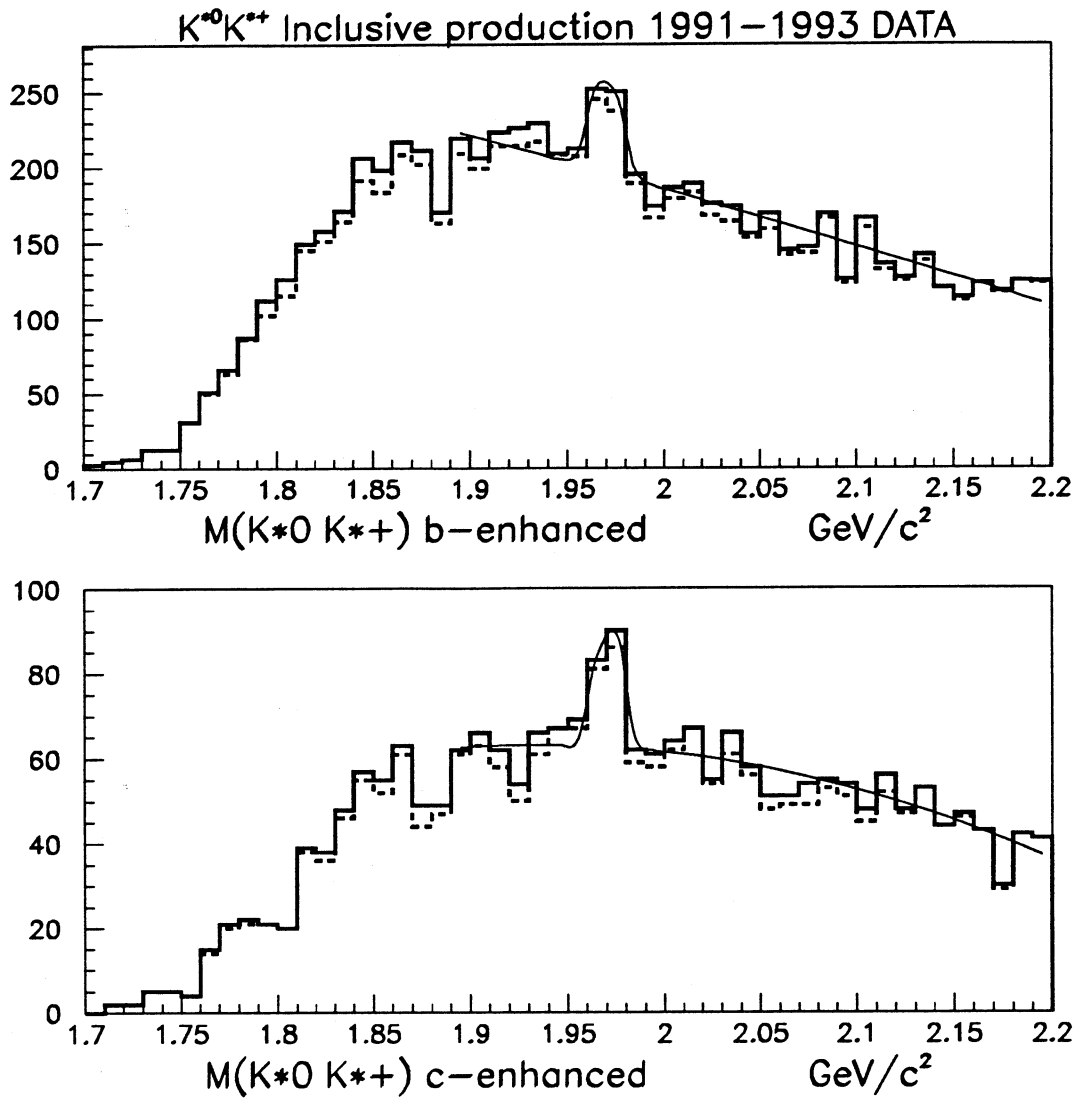 K*0K*+ Inclusive production 1991–1993 DATA
250
200
150
100
50
0
1.7 1.75 1.8 1.85 1.9 1.95 2 2.05 2.1 2.15 2.2
M(K*0 K*+) b–enhanced GeV/c²
100
80
60
40
20
0
1.7 1.75 1.8 1.85 1.9 1.95 2 2.05 2.1 2.15 2.2
M(K*0 K*+) c–enhanced GeV/c²